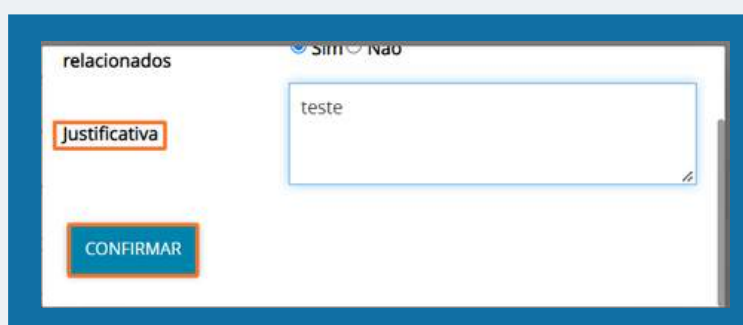 relacionados
Sim Não
Justificativa
teste
CONFIRMAR